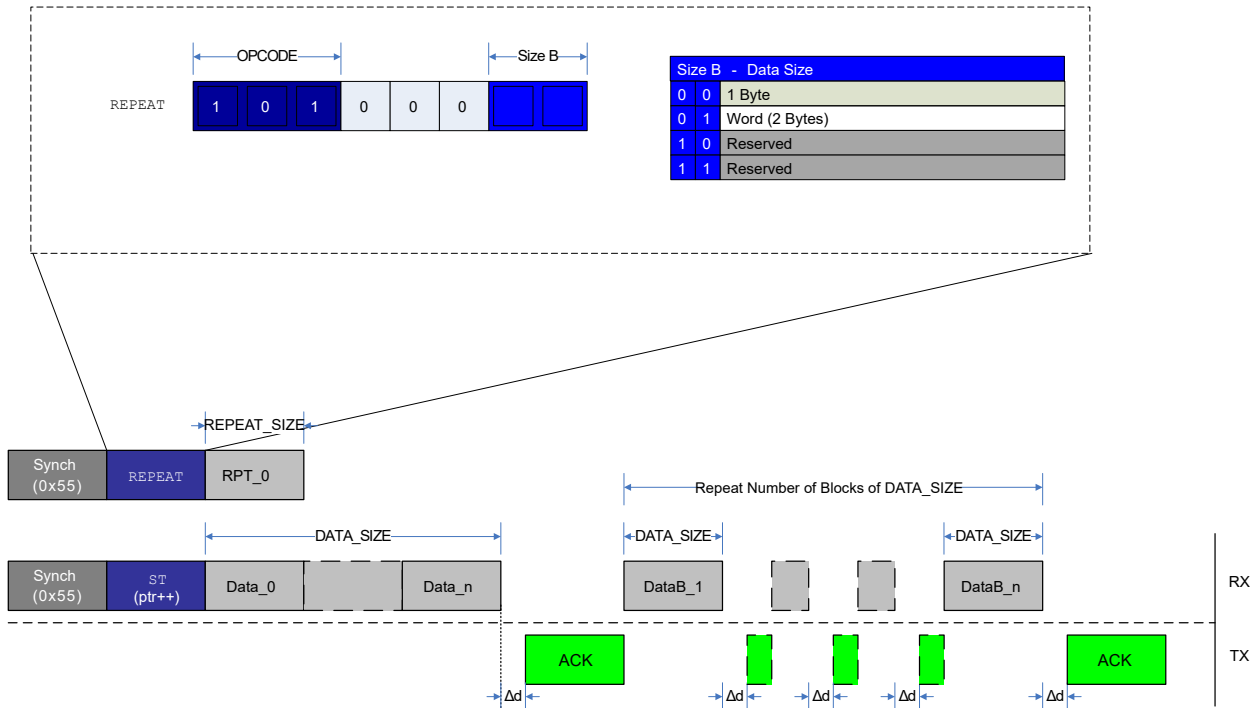 OPCODE
Size B
REPEAT
1 0 1 0 0 0
Size B - Data Size
0 0 1 Byte
0 1 Word (2 Bytes)
1 0 Reserved
1 1 Reserved
REPEAT_SIZE
Synch
(0x55)
REPEAT
RPT_0
Repeat Number of Blocks of DATA_SIZE
DATA_SIZE
DATA_SIZE
DATA_SIZE
Synch
(0x55)
ST
(ptr++)
Data_0
Data_n
DataB_1
DataB_n
RX
ACK
ACK
TX
Δd
Δd
Δd
Δd
Δd